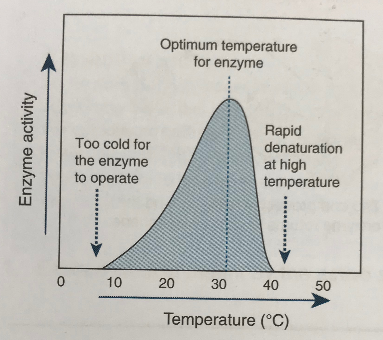 Optimum temperature
for enzyme
Enzyme activity
Too cold for
the enzyme
to operate
Rapid
denaturation
at high
temperature
0 10 20 30 40 50
Temperature (°C)